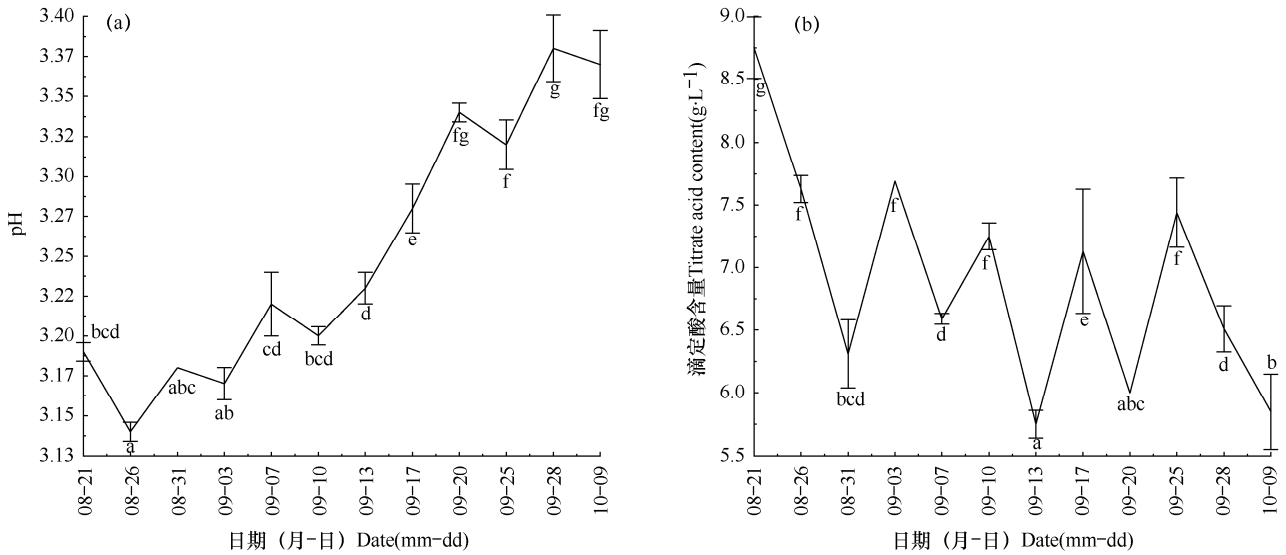 (a)
pH
3.40
3.37
3.35
3.32
3.40
3.27
3.25
3.22
3.20
3.17
3.15
3.13
bcd
a
abc
ab
cd
bcd
d
e
fg
f
g
fg
08-21
08-26
08-31
09-03
09-07
09-10
09-13
09-17
09-20
09-25
09-28
10-09
日期（月-日）Date(mm-dd)
(b)
滴定酸含量Titrate acid content(g·L⁻¹)
9.0
8.5
8.0
7.5
7.0
6.5
6.0
5.5
g
f
bcd
f
d
f
a
e
abc
f
d
b
08-21
08-26
08-31
09-03
09-07
09-10
09-13
09-17
09-20
09-25
09-28
10-09
日期（月-日）Date(mm-dd)